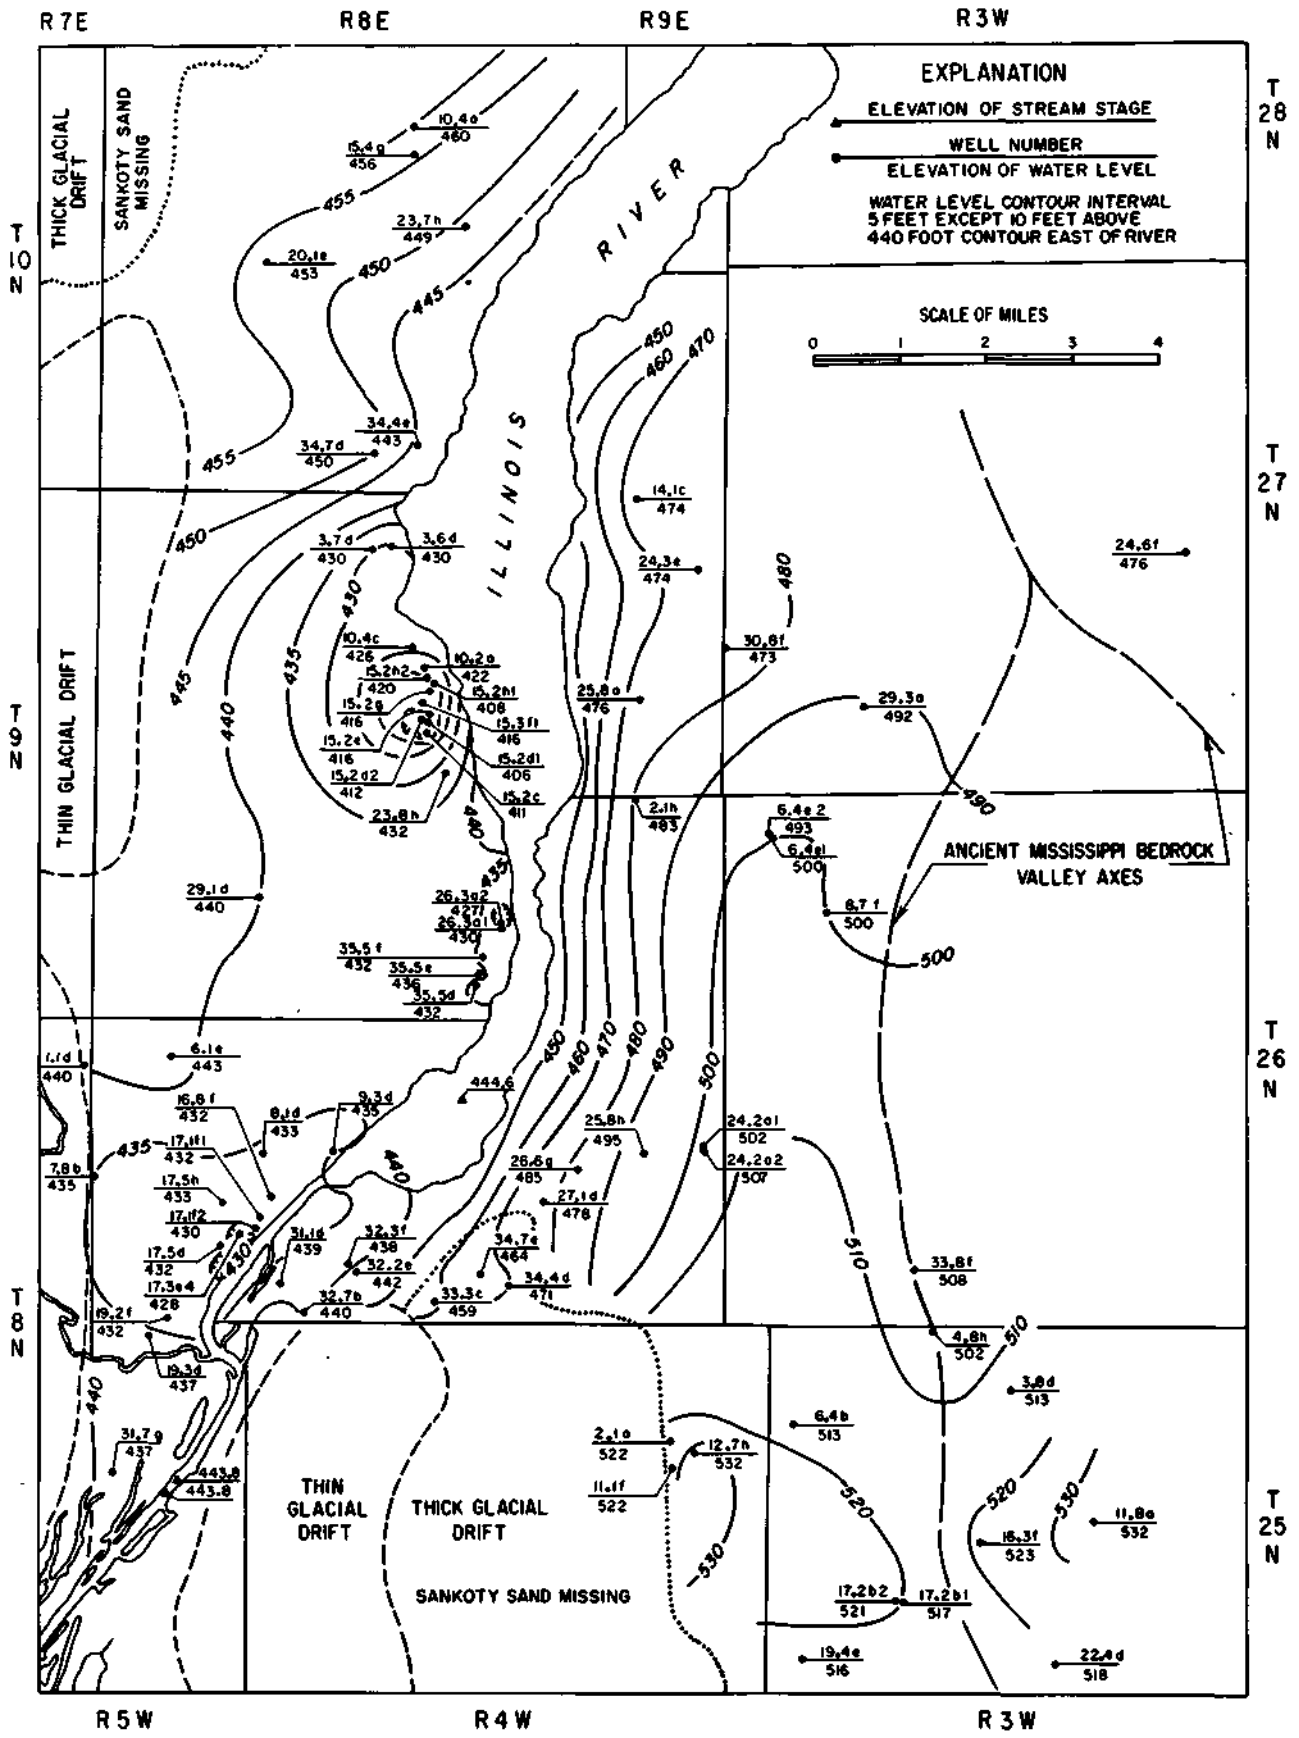 R7E R8E R9E R3W
T
28
N
T
10
N
T
27
N
T
9
N
T
26
N
T
8
N
T
25
N
EXPLANATION
ELEVATION OF STREAM STAGE
WELL NUMBER
ELEVATION OF WATER LEVEL
WATER LEVEL CONTOUR INTERVAL
5 FEET EXCEPT 10 FEET ABOVE
440 FOOT CONTOUR EAST OF RIVER
SCALE OF MILES
0 1 2 3 4
THICK GLACIAL
DRIFT
SANKOTY SAND
MISSING
THIN GLACIAL DRIFT
ILLINOIS
RIVER
10.4a
460
15.4g
456
455
23.7h
449
20.1e
453
450
445
450
460
470
34.4e
443
34.7d
450
455
450
14.1c
474
24.6f
476
3.7d
430
3.6d
430
24.3e
474
480
430
435
445
440
10.4c
426
10.2a
422
30.8f
473
15.2h2
420
15.2h1
408
25.8a
476
29.3a
492
15.2g
416
15.3f1
416
15.2e
416
15.2d1
406
15.2d2
412
15.2c
411
23.8h
432
440
2.1h
483
6.4e2
493
6.4e1
500
490
435
ANCIENT MISSISSIPPI BEDROCK
VALLEY AXES
29.1d
440
26.3a2
427
26.3a1
430
8.7f
500
500
35.5f
432
35.5e
436
35.5d
432
450
460
470
480
490
500
1.1d
440
6.1e
443
444.6
16.8f
432
8.1d
433
9.3d
435
25.8h
495
24.2a1
502
24.2a2
507
435
17.1f1
432
440
7.8b
435
26.6g
485
17.5h
433
27.1d
478
17.1f2
430
31.1d
439
32.3f
438
34.7e
464
510
17.5d
432
430
32.2e
442
33.8f
508
17.3e4
428
32.7b
440
33.3c
459
34.4d
471
19.2f
432
510
4.8h
502
19.3d
437
440
3.8d
513
31.7g
437
6.4b
513
2.1a
522
12.7h
532
11.1f
522
443.8
443.8
520
520
530
THIN
GLACIAL
DRIFT
THICK GLACIAL
DRIFT
11.8a
532
16.3f
523
530
SANKOTY SAND MISSING
17.2b2
521
17.2b1
517
19.4e
516
22.4d
518
R5W R4W R3W